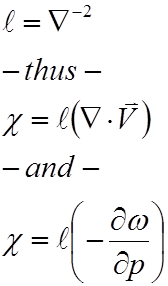 ℓ = ∇⁻²
– thus –
χ = ℓ(∇ · V⃗)
– and –
χ = ℓ(− ∂ω/∂p)